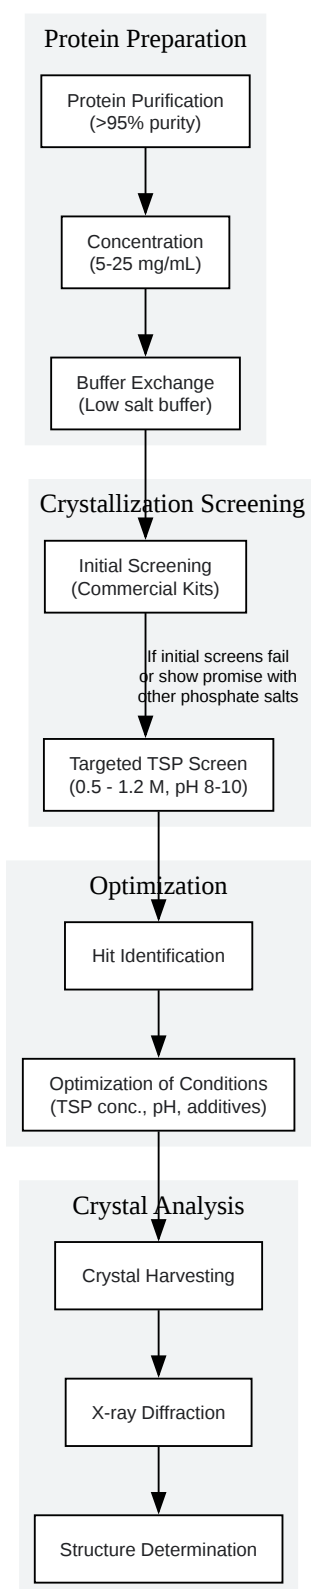 Protein Preparation
Protein Purification
(>95% purity)
Concentration
(5-25 mg/mL)
Buffer Exchange
(Low salt buffer)
Crystallization Screening
Initial Screening
(Commercial Kits)
If initial screens fail
or show promise with
other phosphate salts
Targeted TSP Screen
(0.5 - 1.2 M, pH 8-10)
Optimization
Hit Identification
Optimization of Conditions
(TSP conc., pH, additives)
Crystal Analysis
Crystal Harvesting
X-ray Diffraction
Structure Determination